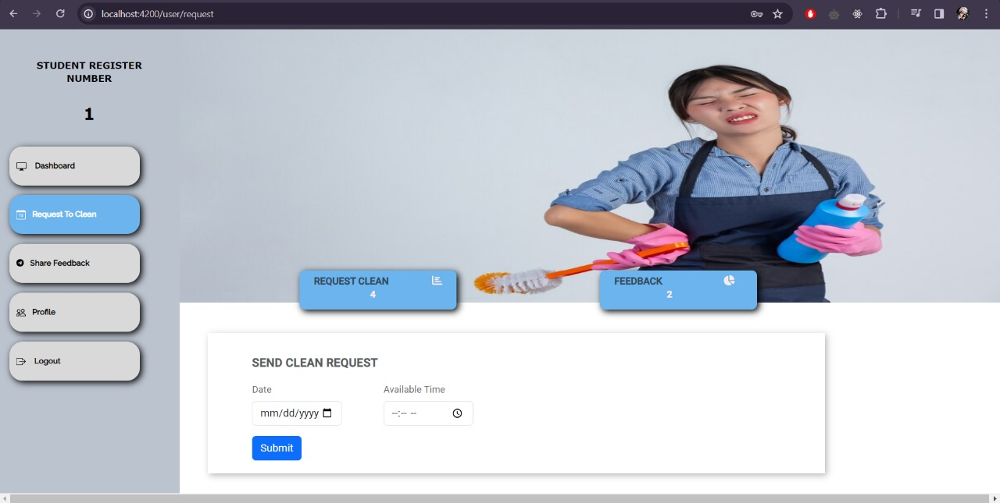 localhost:4200/user/request
STUDENT REGISTER
NUMBER
1
Dashboard
Request To Clean
Share Feedback
Profile
Logout
REQUEST CLEAN
4
FEEDBACK
2
SEND CLEAN REQUEST
Date
Available Time
mm/dd/yyyy
--:-- --
Submit